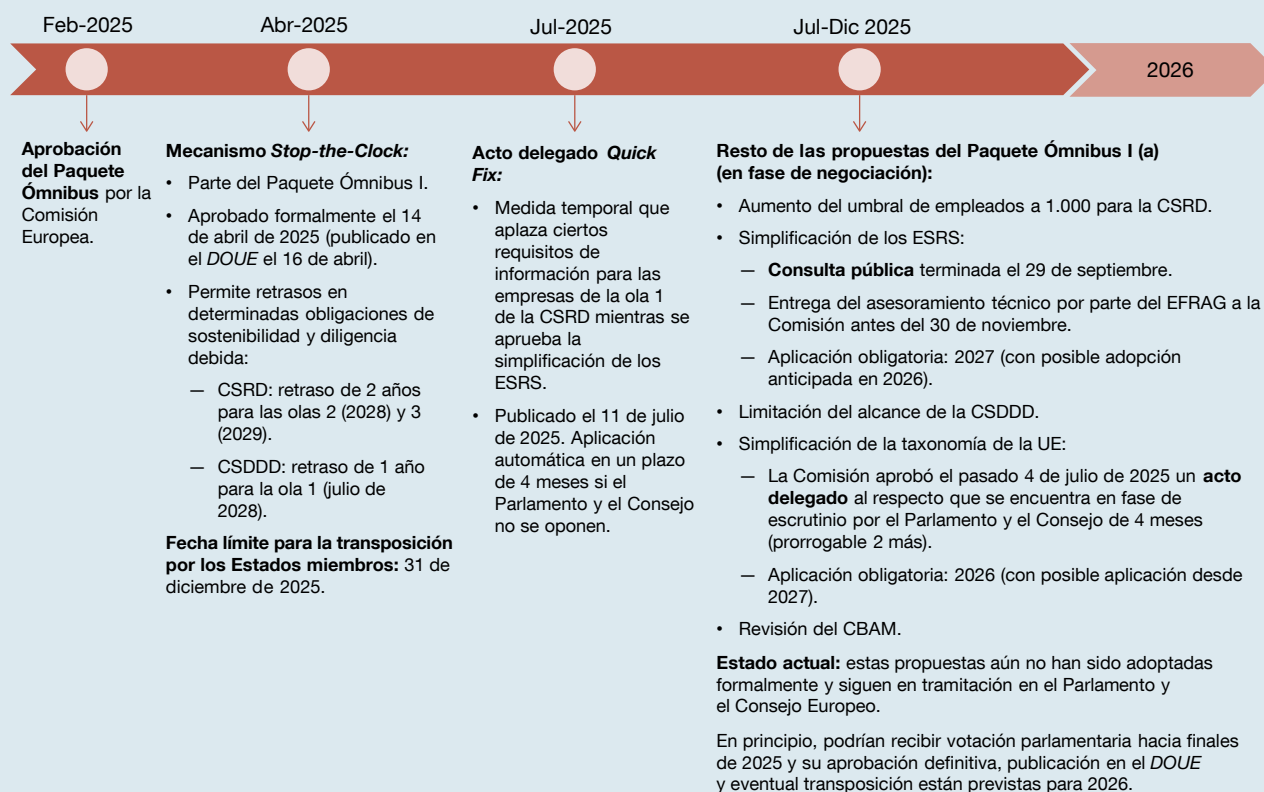 Feb-2025
Abr-2025
Jul-2025
Jul-Dic 2025
2026
Aprobación
del Paquete
Ómnibus por la
Comisión
Europea.
Mecanismo Stop-the-Clock:
• Parte del Paquete Ómnibus I.
• Aprobado formalmente el 14
de abril de 2025 (publicado en
el DOUE el 16 de abril).
• Permite retrasos en
determinadas obligaciones de
sostenibilidad y diligencia
debida:
— CSRD: retraso de 2 años
para las olas 2 (2028) y 3
(2029).
— CSDDD: retraso de 1 año
para la ola 1 (julio de
2028).
Fecha límite para la transposición
por los Estados miembros: 31 de
diciembre de 2025.
Acto delegado Quick
Fix:
• Medida temporal que
aplaza ciertos
requisitos de
información para las
empresas de la ola 1
de la CSRD mientras se
aprueba la
simplificación de los
ESRS.
• Publicado el 11 de julio
de 2025. Aplicación
automática en un plazo
de 4 meses si el
Parlamento y el Consejo
no se oponen.
Resto de las propuestas del Paquete Ómnibus I (a)
(en fase de negociación):
• Aumento del umbral de empleados a 1.000 para la CSRD.
• Simplificación de los ESRS:
— Consulta pública terminada el 29 de septiembre.
— Entrega del asesoramiento técnico por parte del EFRAG a la
Comisión antes del 30 de noviembre.
— Aplicación obligatoria: 2027 (con posible adopción
anticipada en 2026).
• Limitación del alcance de la CSDDD.
• Simplificación de la taxonomía de la UE:
— La Comisión aprobó el pasado 4 de julio de 2025 un acto
delegado al respecto que se encuentra en fase de
escrutinio por el Parlamento y el Consejo de 4 meses
(prorrogable 2 más).
— Aplicación obligatoria: 2026 (con posible aplicación desde
2027).
• Revisión del CBAM.
Estado actual: estas propuestas aún no han sido adoptadas
formalmente y siguen en tramitación en el Parlamento y
el Consejo Europeo.
En principio, podrían recibir votación parlamentaria hacia finales
de 2025 y su aprobación definitiva, publicación en el DOUE
y eventual transposición están previstas para 2026.